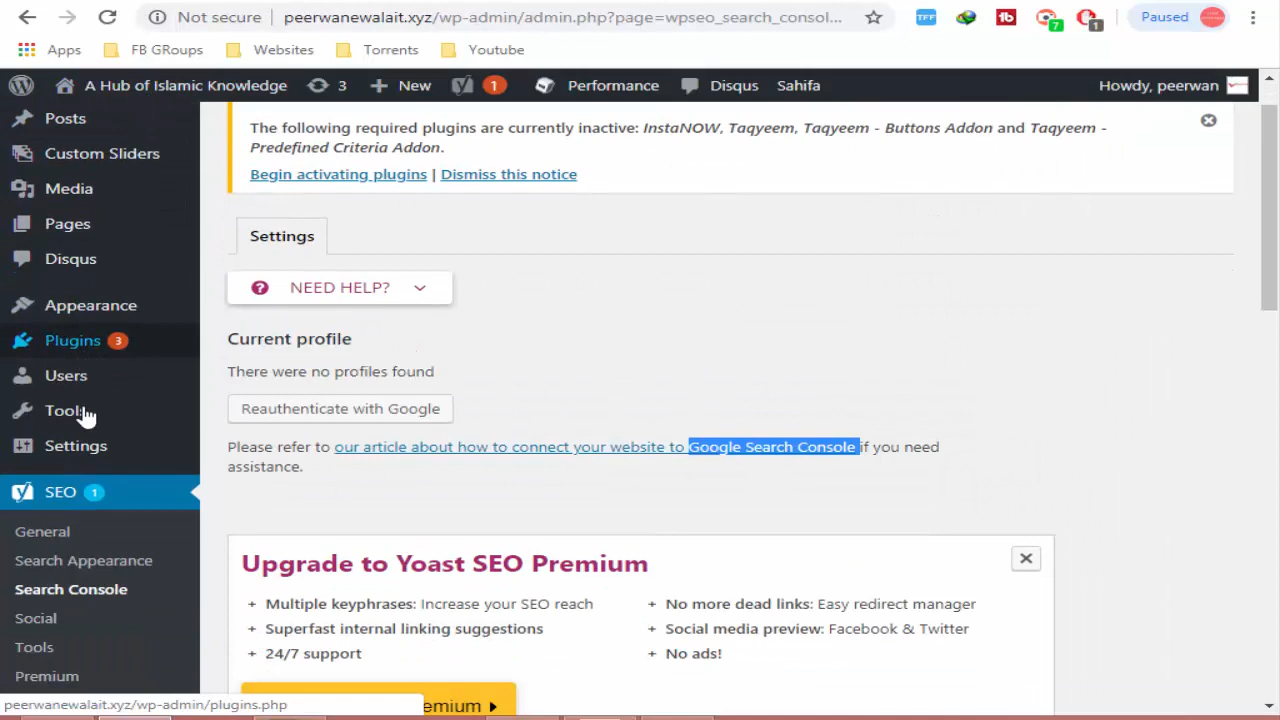 Not secure peerwanewalait.xyz/wp-admin/admin.php?page=wpseo_search_consol... TFF 7 1 Paused
Apps FB GRoups Websites Torrents Youtube
A Hub of Islamic Knowledge 3 New 1 Performance Disqus Sahifa Howdy, peerwan
Posts
Custom Sliders
Media
Pages
Disqus
Appearance
Plugins 3
Users
Tools
Settings
SEO 1
General
Search Appearance
Search Console
Social
Tools
Premium
The following required plugins are currently inactive: InstaNOW, Taqyeem, Taqyeem - Buttons Addon and Taqyeem -
Predefined Criteria Addon.
Begin activating plugins | Dismiss this notice
Settings
NEED HELP?
Current profile
There were no profiles found
Reauthenticate with Google
Please refer to our article about how to connect your website to Google Search Console if you need
assistance.
Upgrade to Yoast SEO Premium
+ Multiple keyphrases: Increase your SEO reach
+ Superfast internal linking suggestions
+ 24/7 support
+ No more dead links: Easy redirect manager
+ Social media preview: Facebook & Twitter
+ No ads!
emium
peerwanewalait.xyz/wp-admin/plugins.php